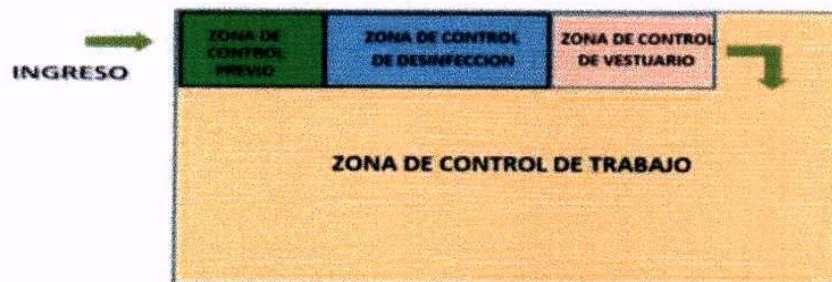 INGRESO
ZONA DE
CONTROL
PREVIO
ZONA DE CONTROL
DE DESINFECCION
ZONA DE CONTROL
DE VESTUARIO
ZONA DE CONTROL DE TRABAJO